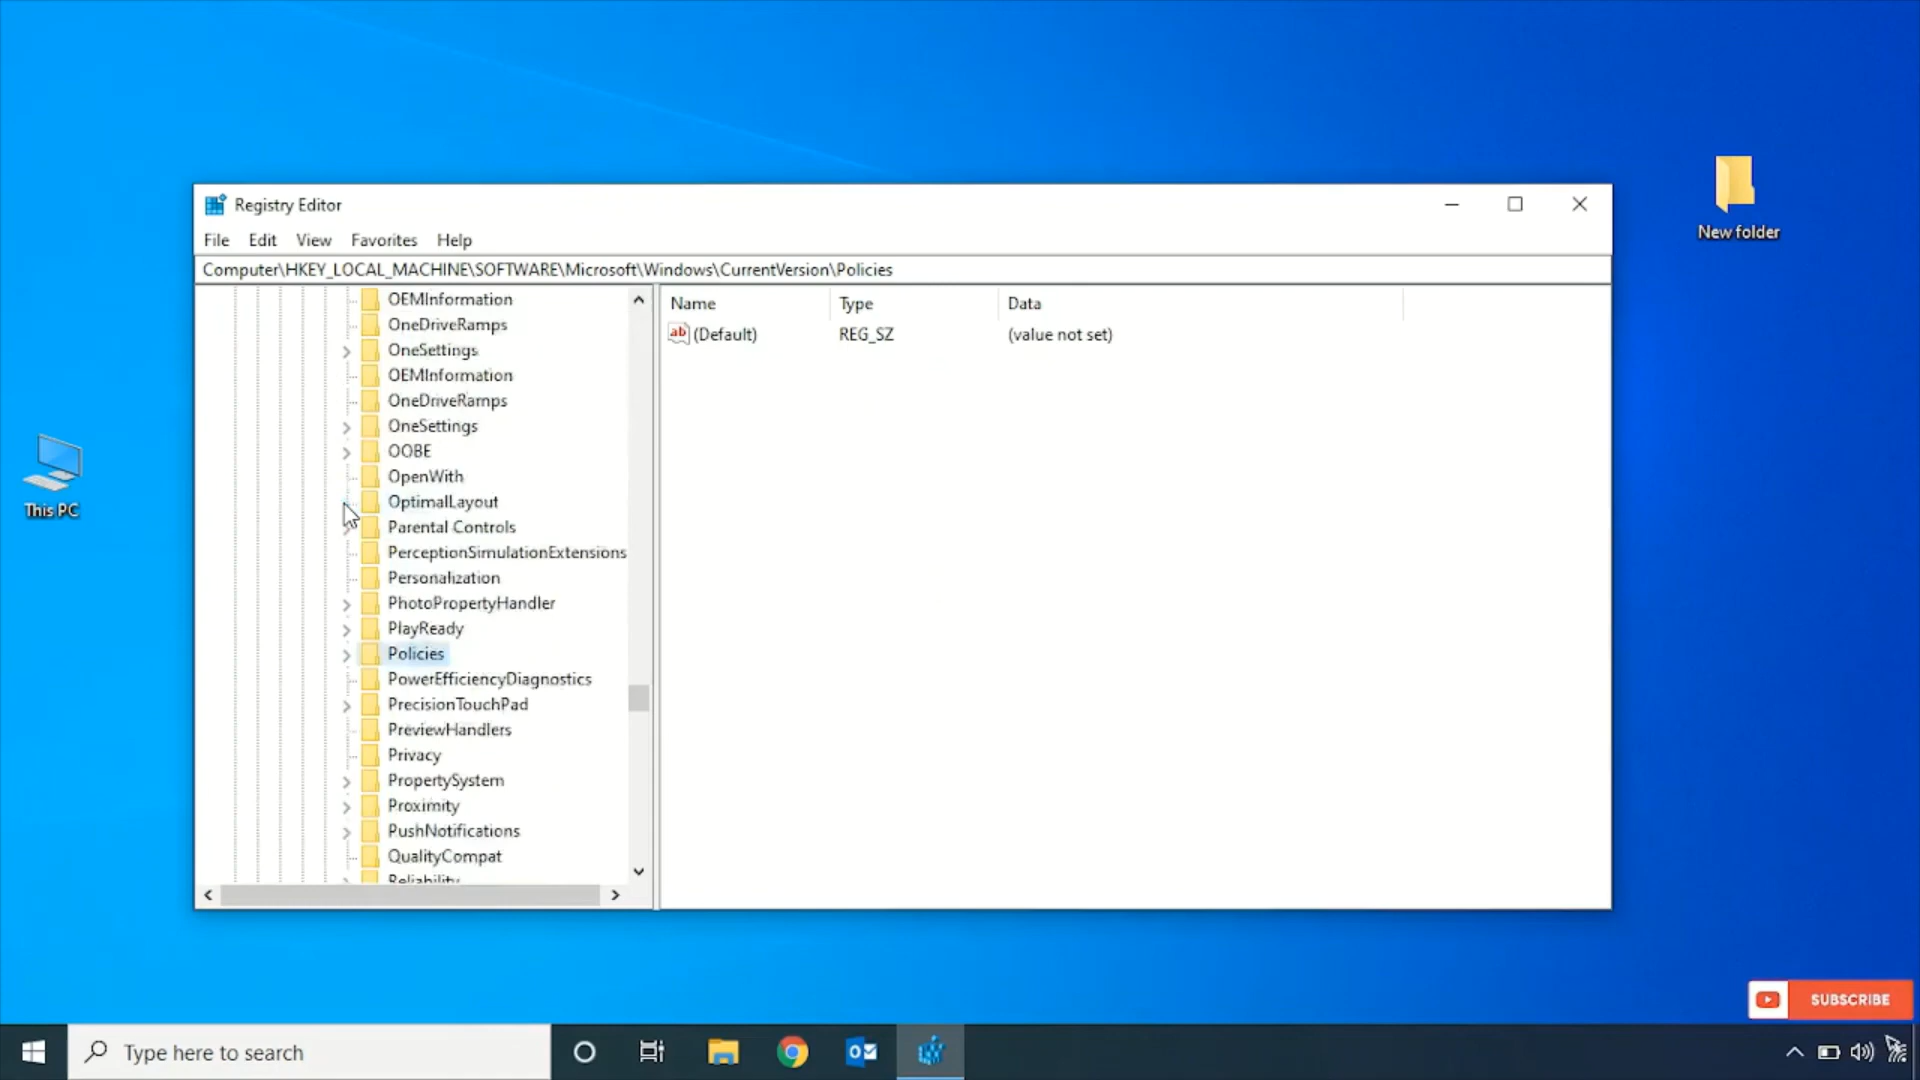 New folder
This PC
Registry Editor
File Edit View Favorites Help
Computer\HKEY_LOCAL_MACHINE\SOFTWARE\Microsoft\Windows\CurrentVersion\Policies
OEMInformation
OneDriveRamps
OneSettings
OEMInformation
OneDriveRamps
OneSettings
OOBE
OpenWith
OptimalLayout
Parental Controls
PerceptionSimulationExtensions
Personalization
PhotoPropertyHandler
PlayReady
Policies
PowerEfficiencyDiagnostics
PrecisionTouchPad
PreviewHandlers
Privacy
PropertySystem
Proximity
PushNotifications
QualityCompat
Reliability
Name Type Data
ab (Default) REG_SZ (value not set)
SUBSCRIBE
Type here to search